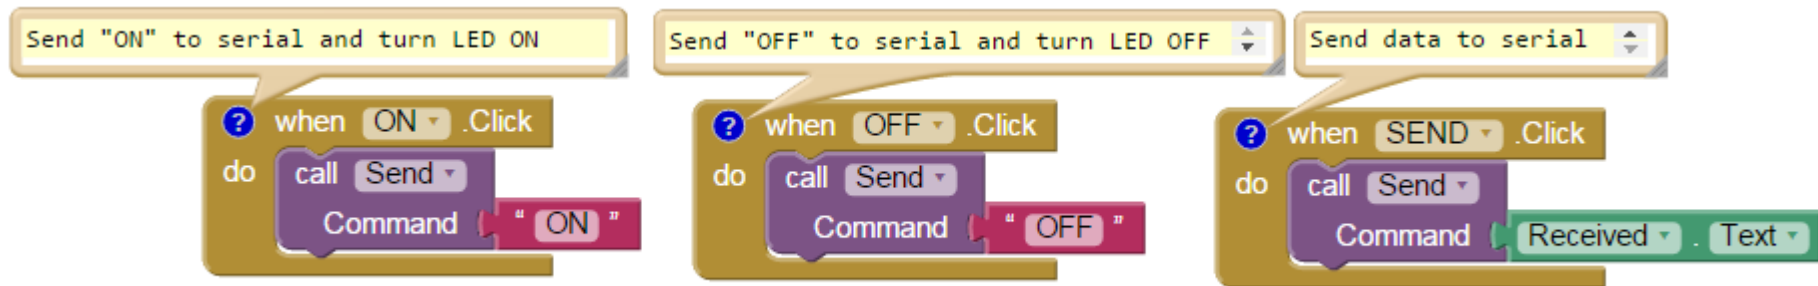 Send "ON" to serial and turn LED ON
Send "OFF" to serial and turn LED OFF
Send data to serial
? when ON .Click
do call Send
Command " ON "
? when OFF .Click
do call Send
Command " OFF "
? when SEND .Click
do call Send
Command Received . Text